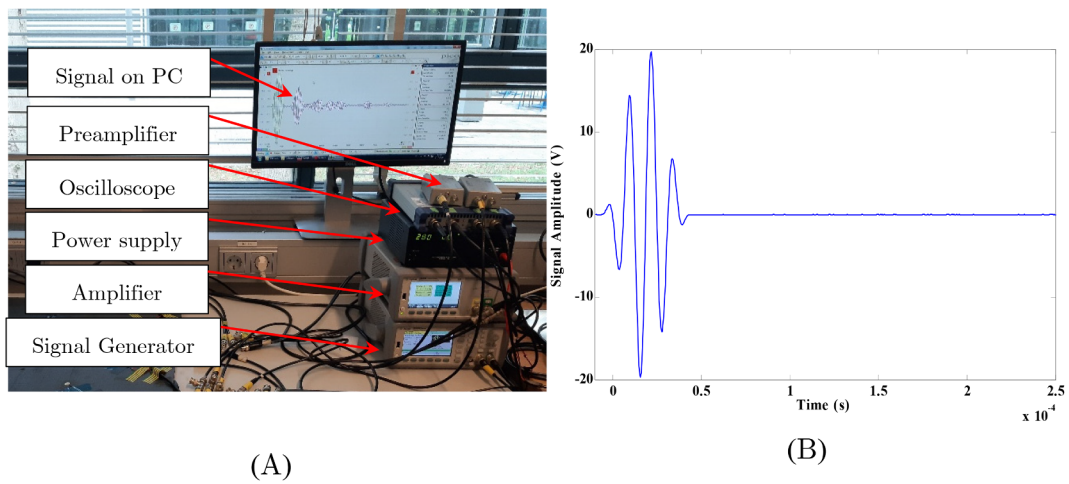 Signal on PC
Preamplifier
Oscilloscope
Power supply
Amplifier
Signal Generator
(A)
Signal Amplitude (V)
20
10
0
-10
-20
0
0.5
1
1.5
2
2.5
x 10⁻⁴
Time (s)
(B)